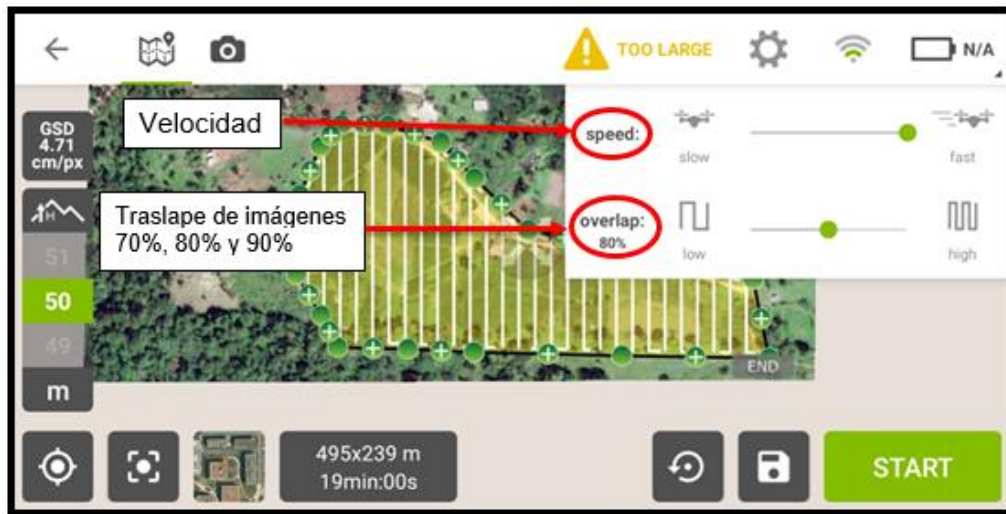 TOO LARGE
N/A
GSD
4.71
cm/px
Velocidad
speed:
slow
fast
Traslape de imágenes
70%, 80% y 90%
overlap:
80%
low
high
H
51
50
49
m
END
495x239 m
19min:00s
START